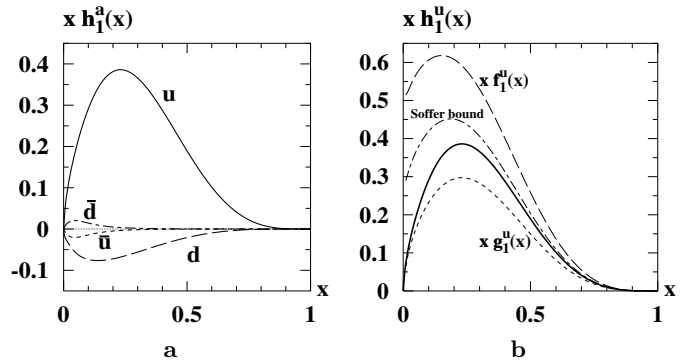 x h₁ᵃ(x)
0.4
0.3
0.2
0.1
0
-0.1
u
d̄
ū
d
x
0
0.5
1
a
x h₁ᵘ(x)
0.6
0.5
0.4
0.3
0.2
0.1
0
x f₁ᵘ(x)
Soffer bound
x g₁ᵘ(x)
x
0
0.5
1
b